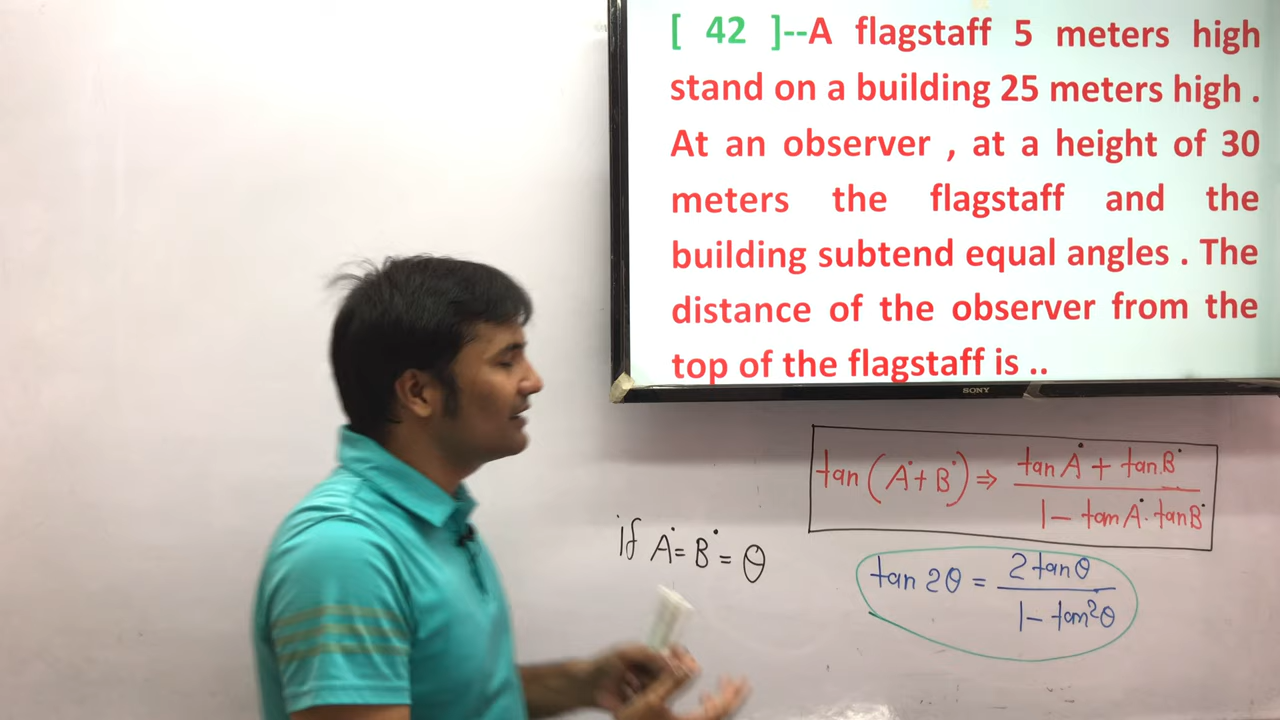 [ 42 ]--A flagstaff 5 meters high
stand on a building 25 meters high .
At an observer , at a height of 30
meters the flagstaff and the
building subtend equal angles . The
distance of the observer from the
top of the flagstaff is ..
SONY
tan (A+B) ⇒ tan A + tan B / 1 - tan A · tan B
if A = B = θ
tan 2θ = 2 tan θ / 1 - tan²θ